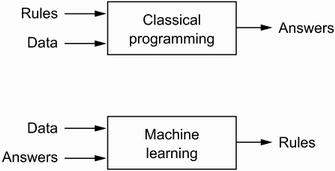 Rules
Data
Classical
programming
Answers
Data
Answers
Machine
learning
Rules